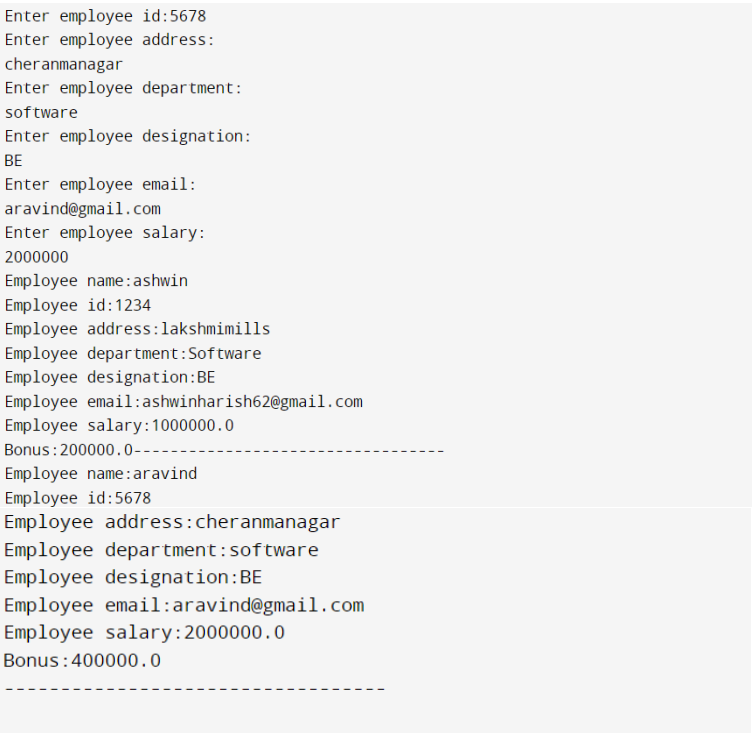 Enter employee id:5678
Enter employee address:
cheranmanagar
Enter employee department:
software
Enter employee designation:
BE
Enter employee email:
aravind@gmail.com
Enter employee salary:
2000000
Employee name:ashwin
Employee id:1234
Employee address:lakshmimills
Employee department:Software
Employee designation:BE
Employee email:ashwinharish62@gmail.com
Employee salary:1000000.0
Bonus:200000.0----------------------------------
Employee name:aravind
Employee id:5678
Employee address:cheranmanagar
Employee department:software
Employee designation:BE
Employee email:aravind@gmail.com
Employee salary:2000000.0
Bonus:400000.0
----------------------------------